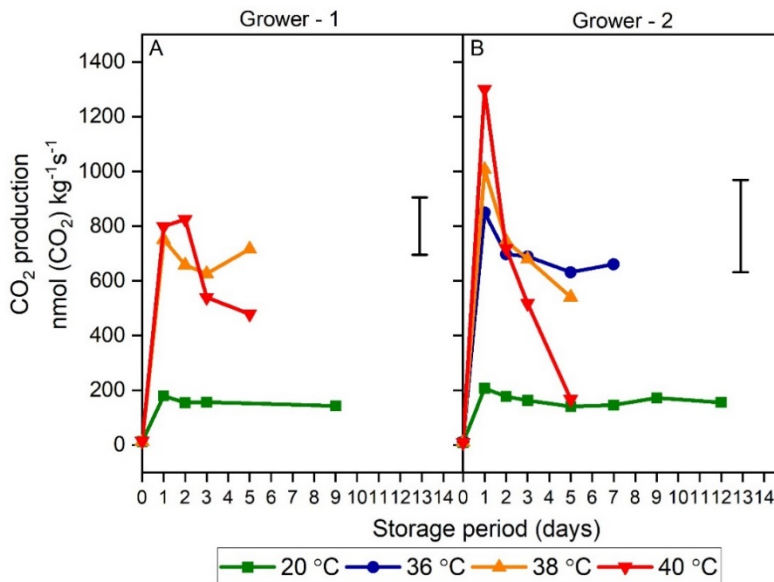 Grower - 1 Grower - 2
A B
1400
1200
1000
800
600
400
200
0
CO₂ production
nmol (CO₂) kg⁻¹s⁻¹
0 1 2 3 4 5 6 7 8 9 10 11 12 13 14 0 1 2 3 4 5 6 7 8 9 10 11 12 13 14
Storage period (days)
20 °C 36 °C 38 °C 40 °C